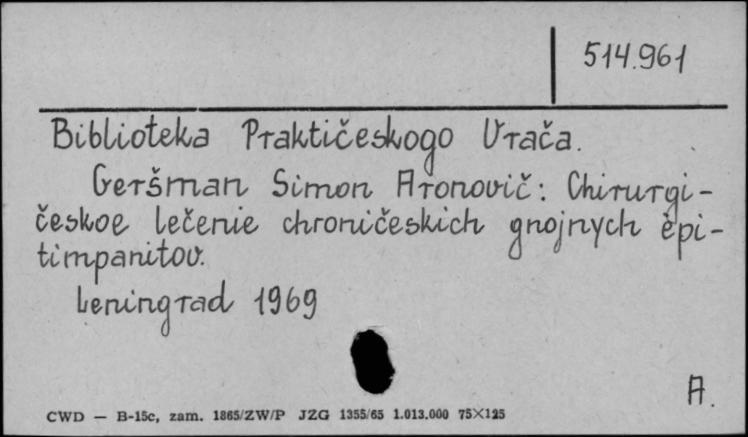 514.961
Biblioteka Praktičeskogo Vrača.
Geršman Simon Aronovič: Chirurgi-
českoe lečenie chroničeskich gnojnych èpi-
timpanitov.
Leningrad 1969
A.
CWD — B-15c, zam. 1865/ZW/P JZG 1355/65 1.013.000 75×125